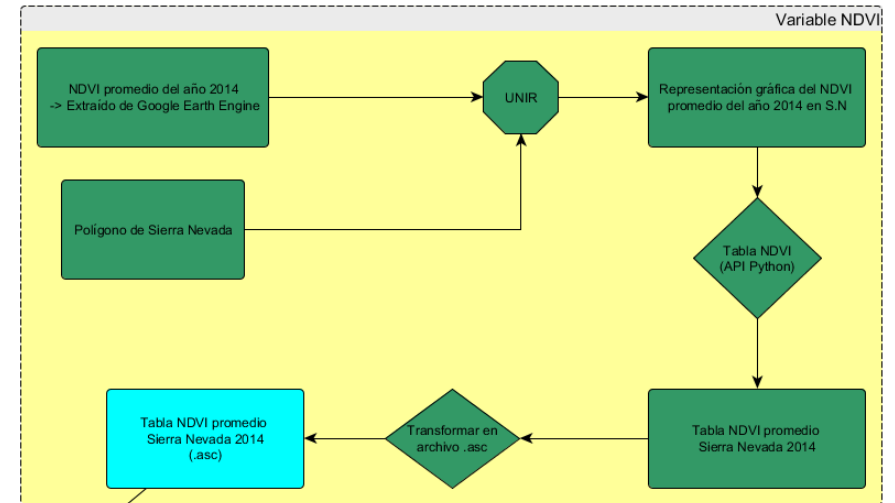 Variable NDVI
NDVI promedio del año 2014
-> Extraído de Google Earth Engine
UNIR
Representación gráfica del NDVI
promedio del año 2014 en S.N
Polígono de Sierra Nevada
Tabla NDVI
(API Python)
Tabla NDVI promedio
Sierra Nevada 2014
Transformar en
archivo .asc
Tabla NDVI promedio
Sierra Nevada 2014
(.asc)